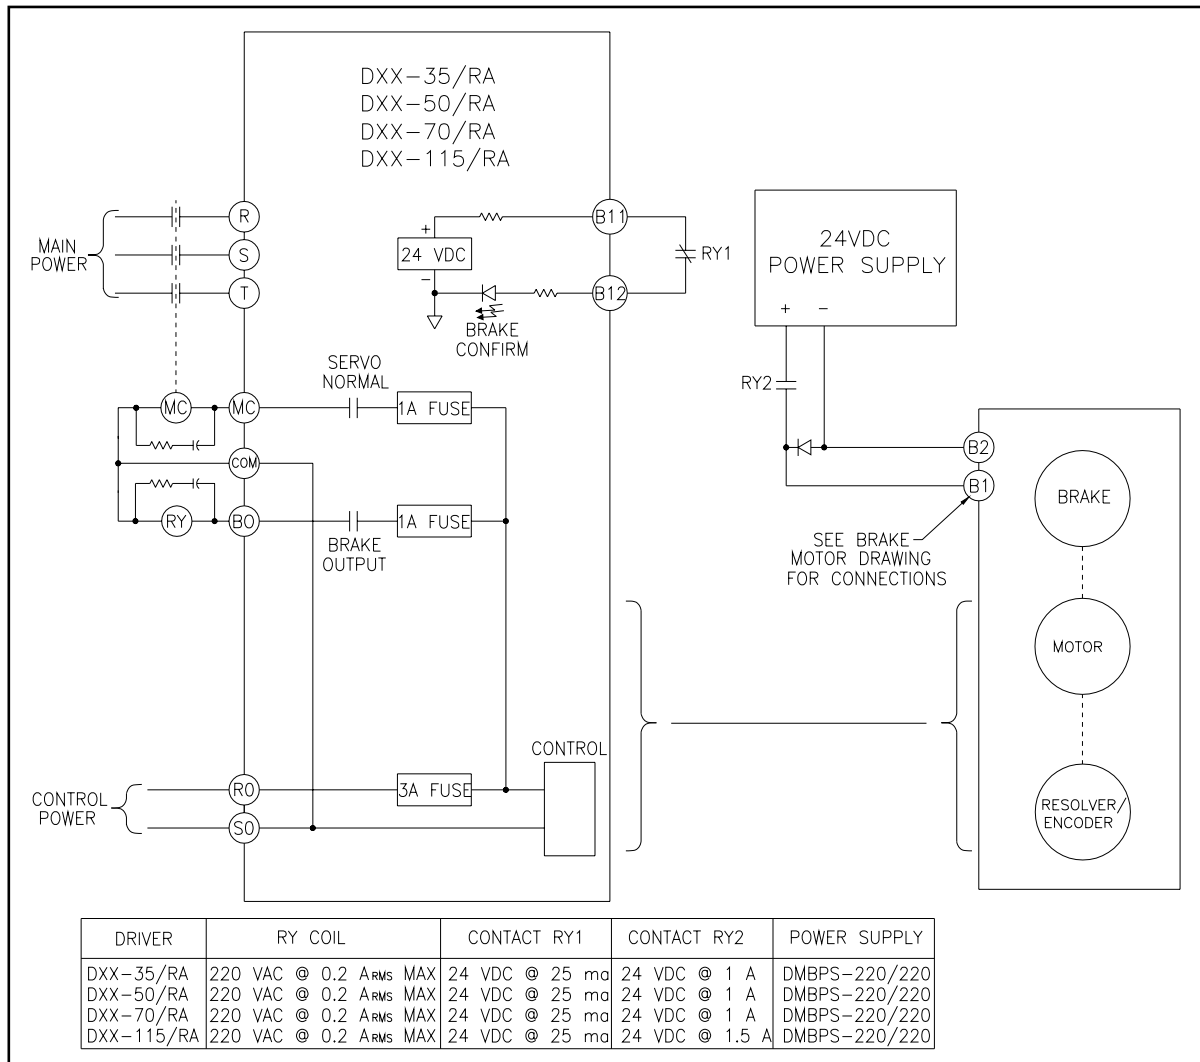 DXX-35/RA
DXX-50/RA
DXX-70/RA
DXX-115/RA
MAIN
POWER
R
S
T
+
24 VDC
-
B11
B12
RY1
BRAKE
CONFIRM
24VDC
POWER SUPPLY
+ -
RY2
SERVO
NORMAL
MC
MC
1A FUSE
COM
RY
BO
1A FUSE
BRAKE
OUTPUT
B2
B1
SEE BRAKE
MOTOR DRAWING
FOR CONNECTIONS
BRAKE
MOTOR
RESOLVER/
ENCODER
CONTROL
CONTROL
POWER
RO
SO
3A FUSE
DRIVER RY COIL CONTACT RY1 CONTACT RY2 POWER SUPPLY
DXX-35/RA 220 VAC @ 0.2 ARMS MAX 24 VDC @ 25 ma 24 VDC @ 1 A DMBPS-220/220
DXX-50/RA 220 VAC @ 0.2 ARMS MAX 24 VDC @ 25 ma 24 VDC @ 1 A DMBPS-220/220
DXX-70/RA 220 VAC @ 0.2 ARMS MAX 24 VDC @ 25 ma 24 VDC @ 1 A DMBPS-220/220
DXX-115/RA 220 VAC @ 0.2 ARMS MAX 24 VDC @ 25 ma 24 VDC @ 1.5 A DMBPS-220/220